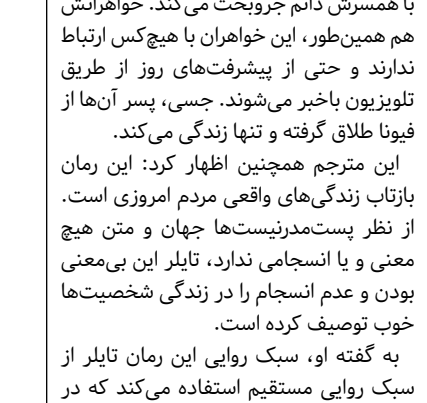 با همسرش دائم جروبحث می‌کند. خواهرانش
هم همین‌طور، این خواهران با هیچ‌کس ارتباط
ندارند و حتی از پیشرفت‌های روز از طریق
تلویزیون باخبر می‌شوند. جسی، پسر آن‌ها از
فیونا طلاق گرفته و تنها زندگی می‌کند.
این مترجم همچنین اظهار کرد: این رمان
بازتاب زندگی‌های واقعی مردم امروزی است.
از نظر پست‌مدرنیست‌ها جهان و متن هیچ
معنی و یا انسجامی ندارد، تایلر این بی‌معنی
بودن و عدم انسجام را در زندگی شخصیت‌ها
خوب توصیف کرده است.
به گفته او، سبک روایی این رمان تایلر از
سبک روایی مستقیم استفاده می‌کند که در